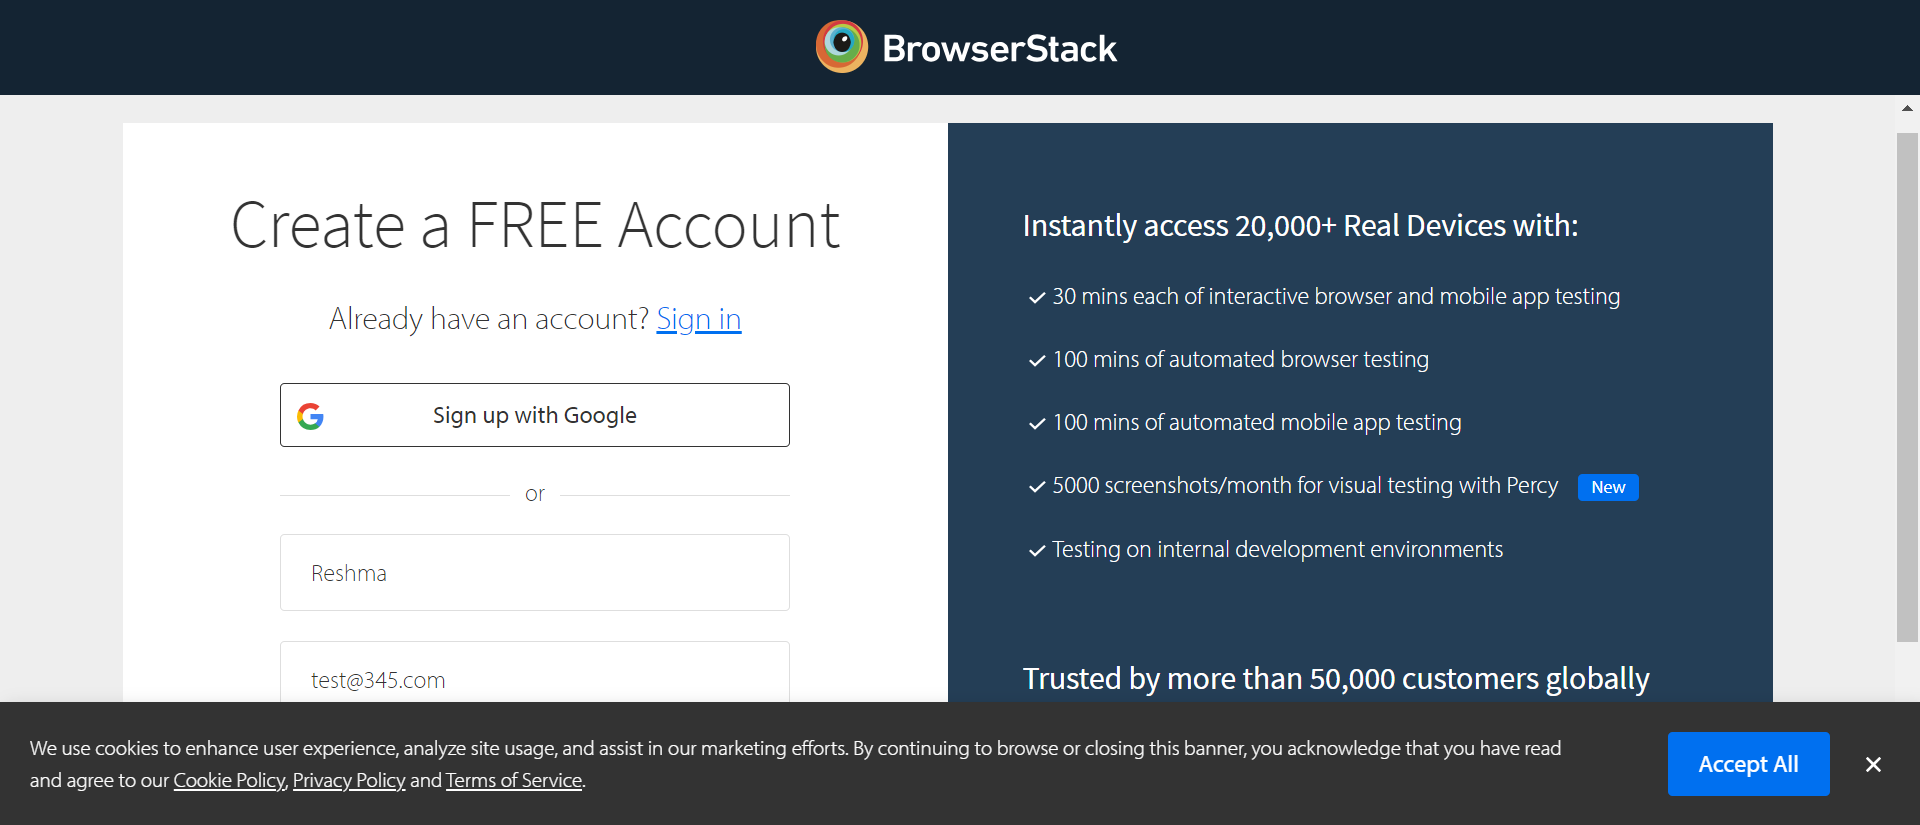 BrowserStack
Create a FREE Account
Already have an account? Sign in
Sign up with Google
or
Reshma
test@345.com
Instantly access 20,000+ Real Devices with:
30 mins each of interactive browser and mobile app testing
100 mins of automated browser testing
100 mins of automated mobile app testing
5000 screenshots/month for visual testing with Percy New
Testing on internal development environments
Trusted by more than 50,000 customers globally
We use cookies to enhance user experience, analyze site usage, and assist in our marketing efforts. By continuing to browse or closing this banner, you acknowledge that you have read
and agree to our Cookie Policy, Privacy Policy and Terms of Service.
Accept All